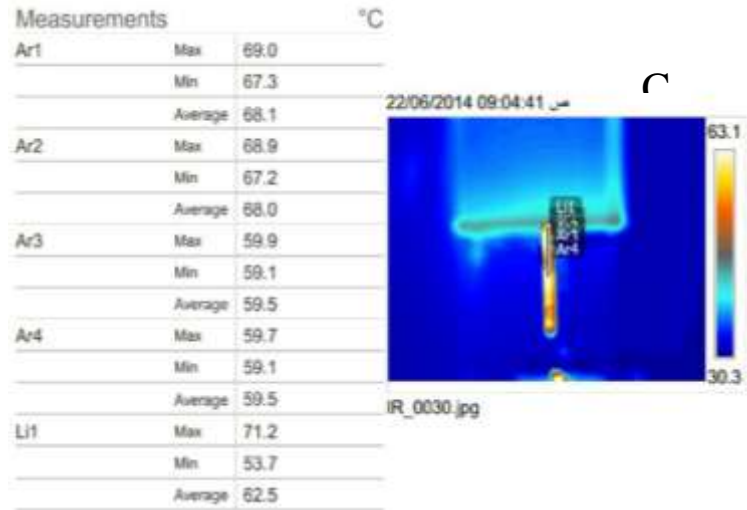 Measurements °C
Ar1 Max 69.0
Min 67.3
Average 68.1
Ar2 Max 68.9
Min 67.2
Average 68.0
Ar3 Max 59.9
Min 59.1
Average 59.5
Ar4 Max 59.7
Min 59.1
Average 59.5
Li1 Max 71.2
Min 53.7
Average 62.5
C
22/06/2014 09:04:41 ص
63.1
Li1
Ar4
30.3
IR_0030.jpg